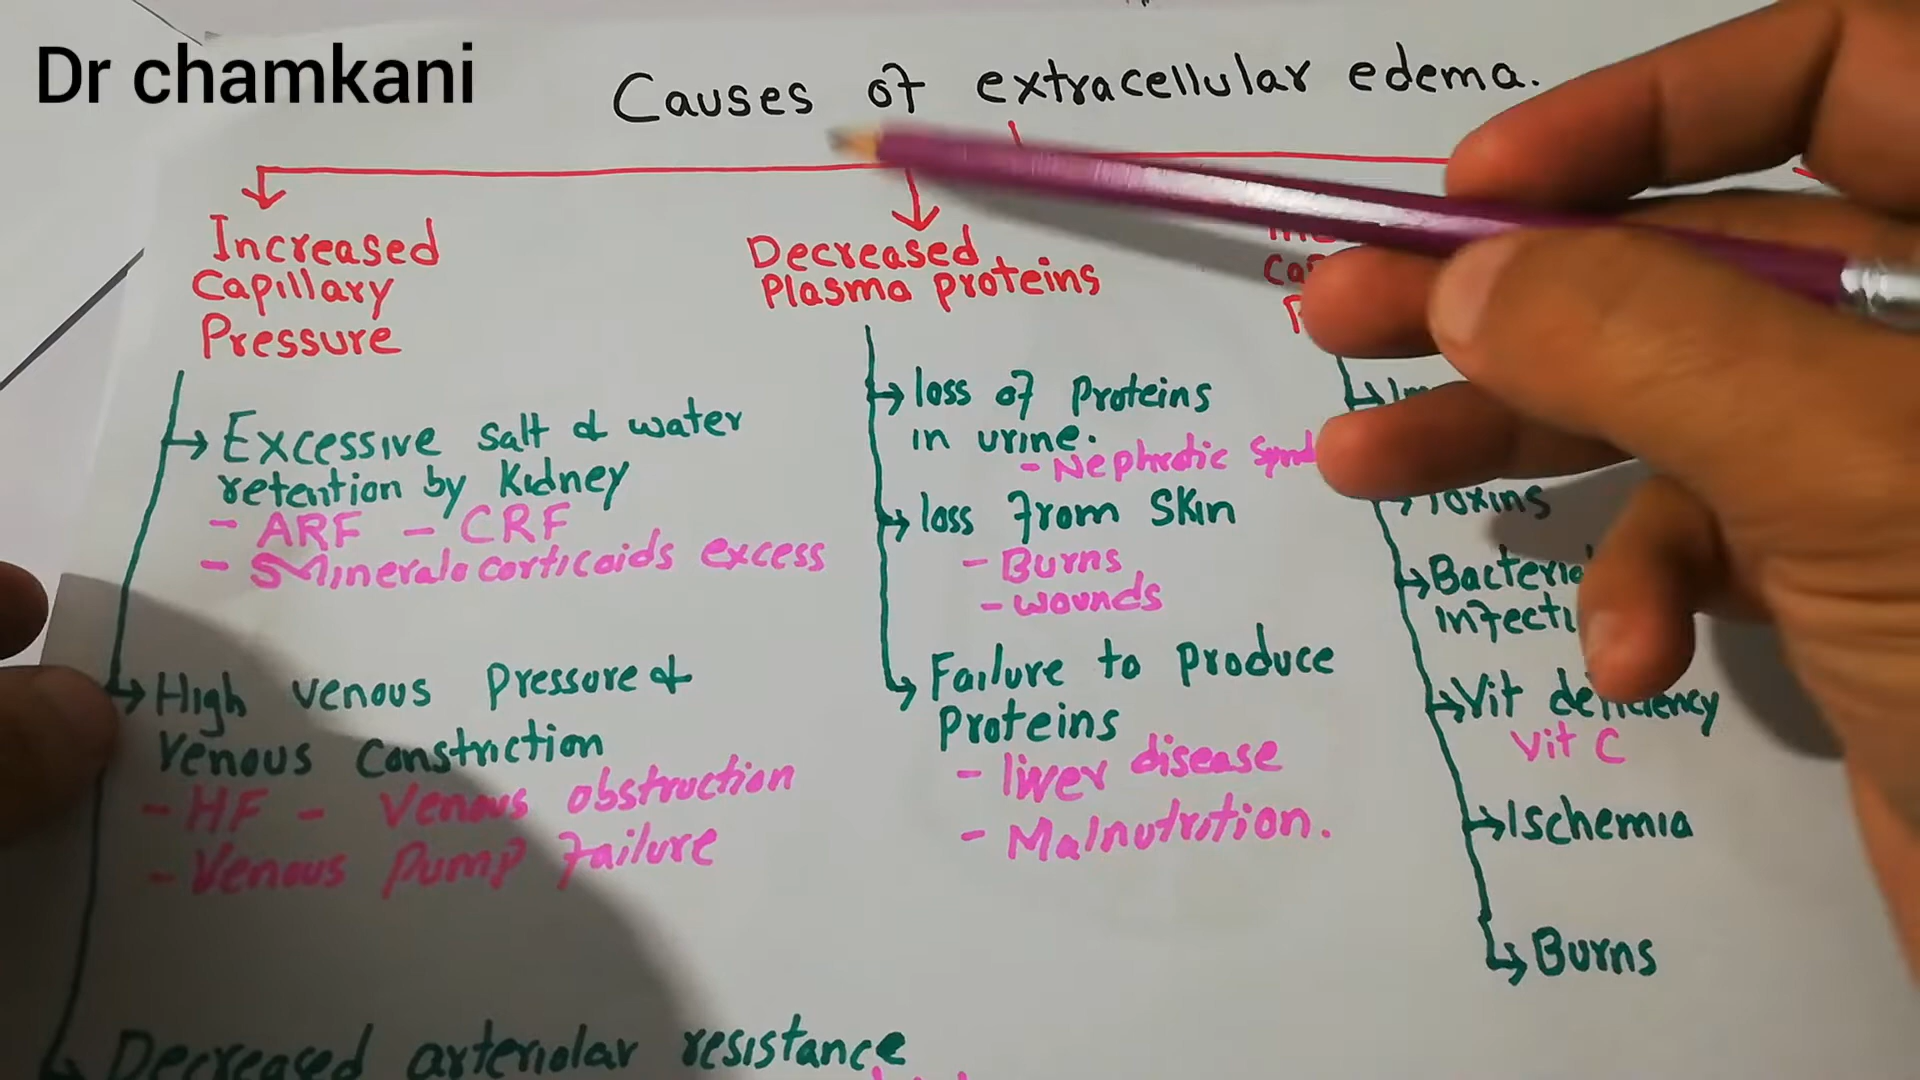 Dr chamkani
Causes of extracellular edema.
Increased
Capillary
Pressure
Excessive salt & water
retention by Kidney
- ARF - CRF
- Mineralocorticoids excess
High venous pressure &
Venous Constriction
- HF - Venous obstruction
- Venous Pump Failure
Decreased arteriolar resistance
Decreased
Plasma proteins
loss of Proteins
in urine.
- Nephrotic
loss from Skin
- Burns
- wounds
Failure to produce
Proteins
- liver disease
- Malnutrition.
Toxins
Vit deficiency
Vit C
Ischemia
Burns